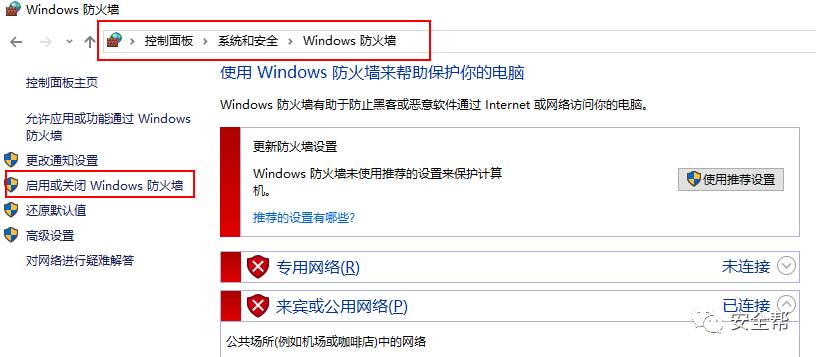 Windows 防火墙
控制面板 > 系统和安全 > Windows 防火墙
控制面板主页
允许应用或功能通过 Windows
防火墙
更改通知设置
启用或关闭 Windows 防火墙
还原默认值
高级设置
对网络进行疑难解答
使用 Windows 防火墙来帮助保护你的电脑
Windows 防火墙有助于防止黑客或恶意软件通过 Internet 或网络访问你的电脑。
更新防火墙设置
Windows 防火墙未使用推荐的设置来保护计算
机。
使用推荐设置
推荐的设置有哪些?
专用网络(R) 未连接
来宾或公用网络(P) 已连接
安全帮
公共场所(例如机场或咖啡店)中的网络